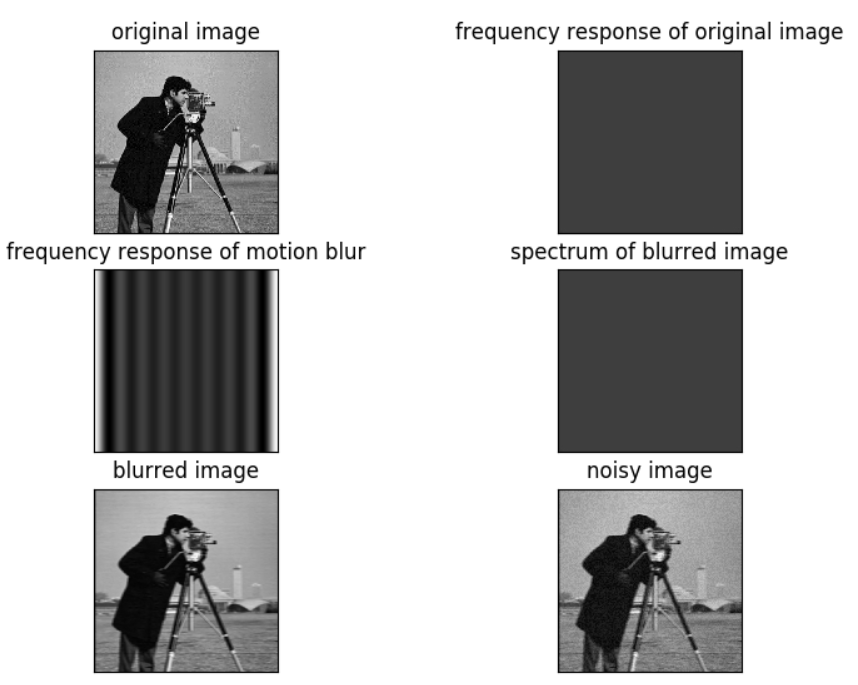 original image
frequency response of original image
frequency response of motion blur
spectrum of blurred image
blurred image
noisy image